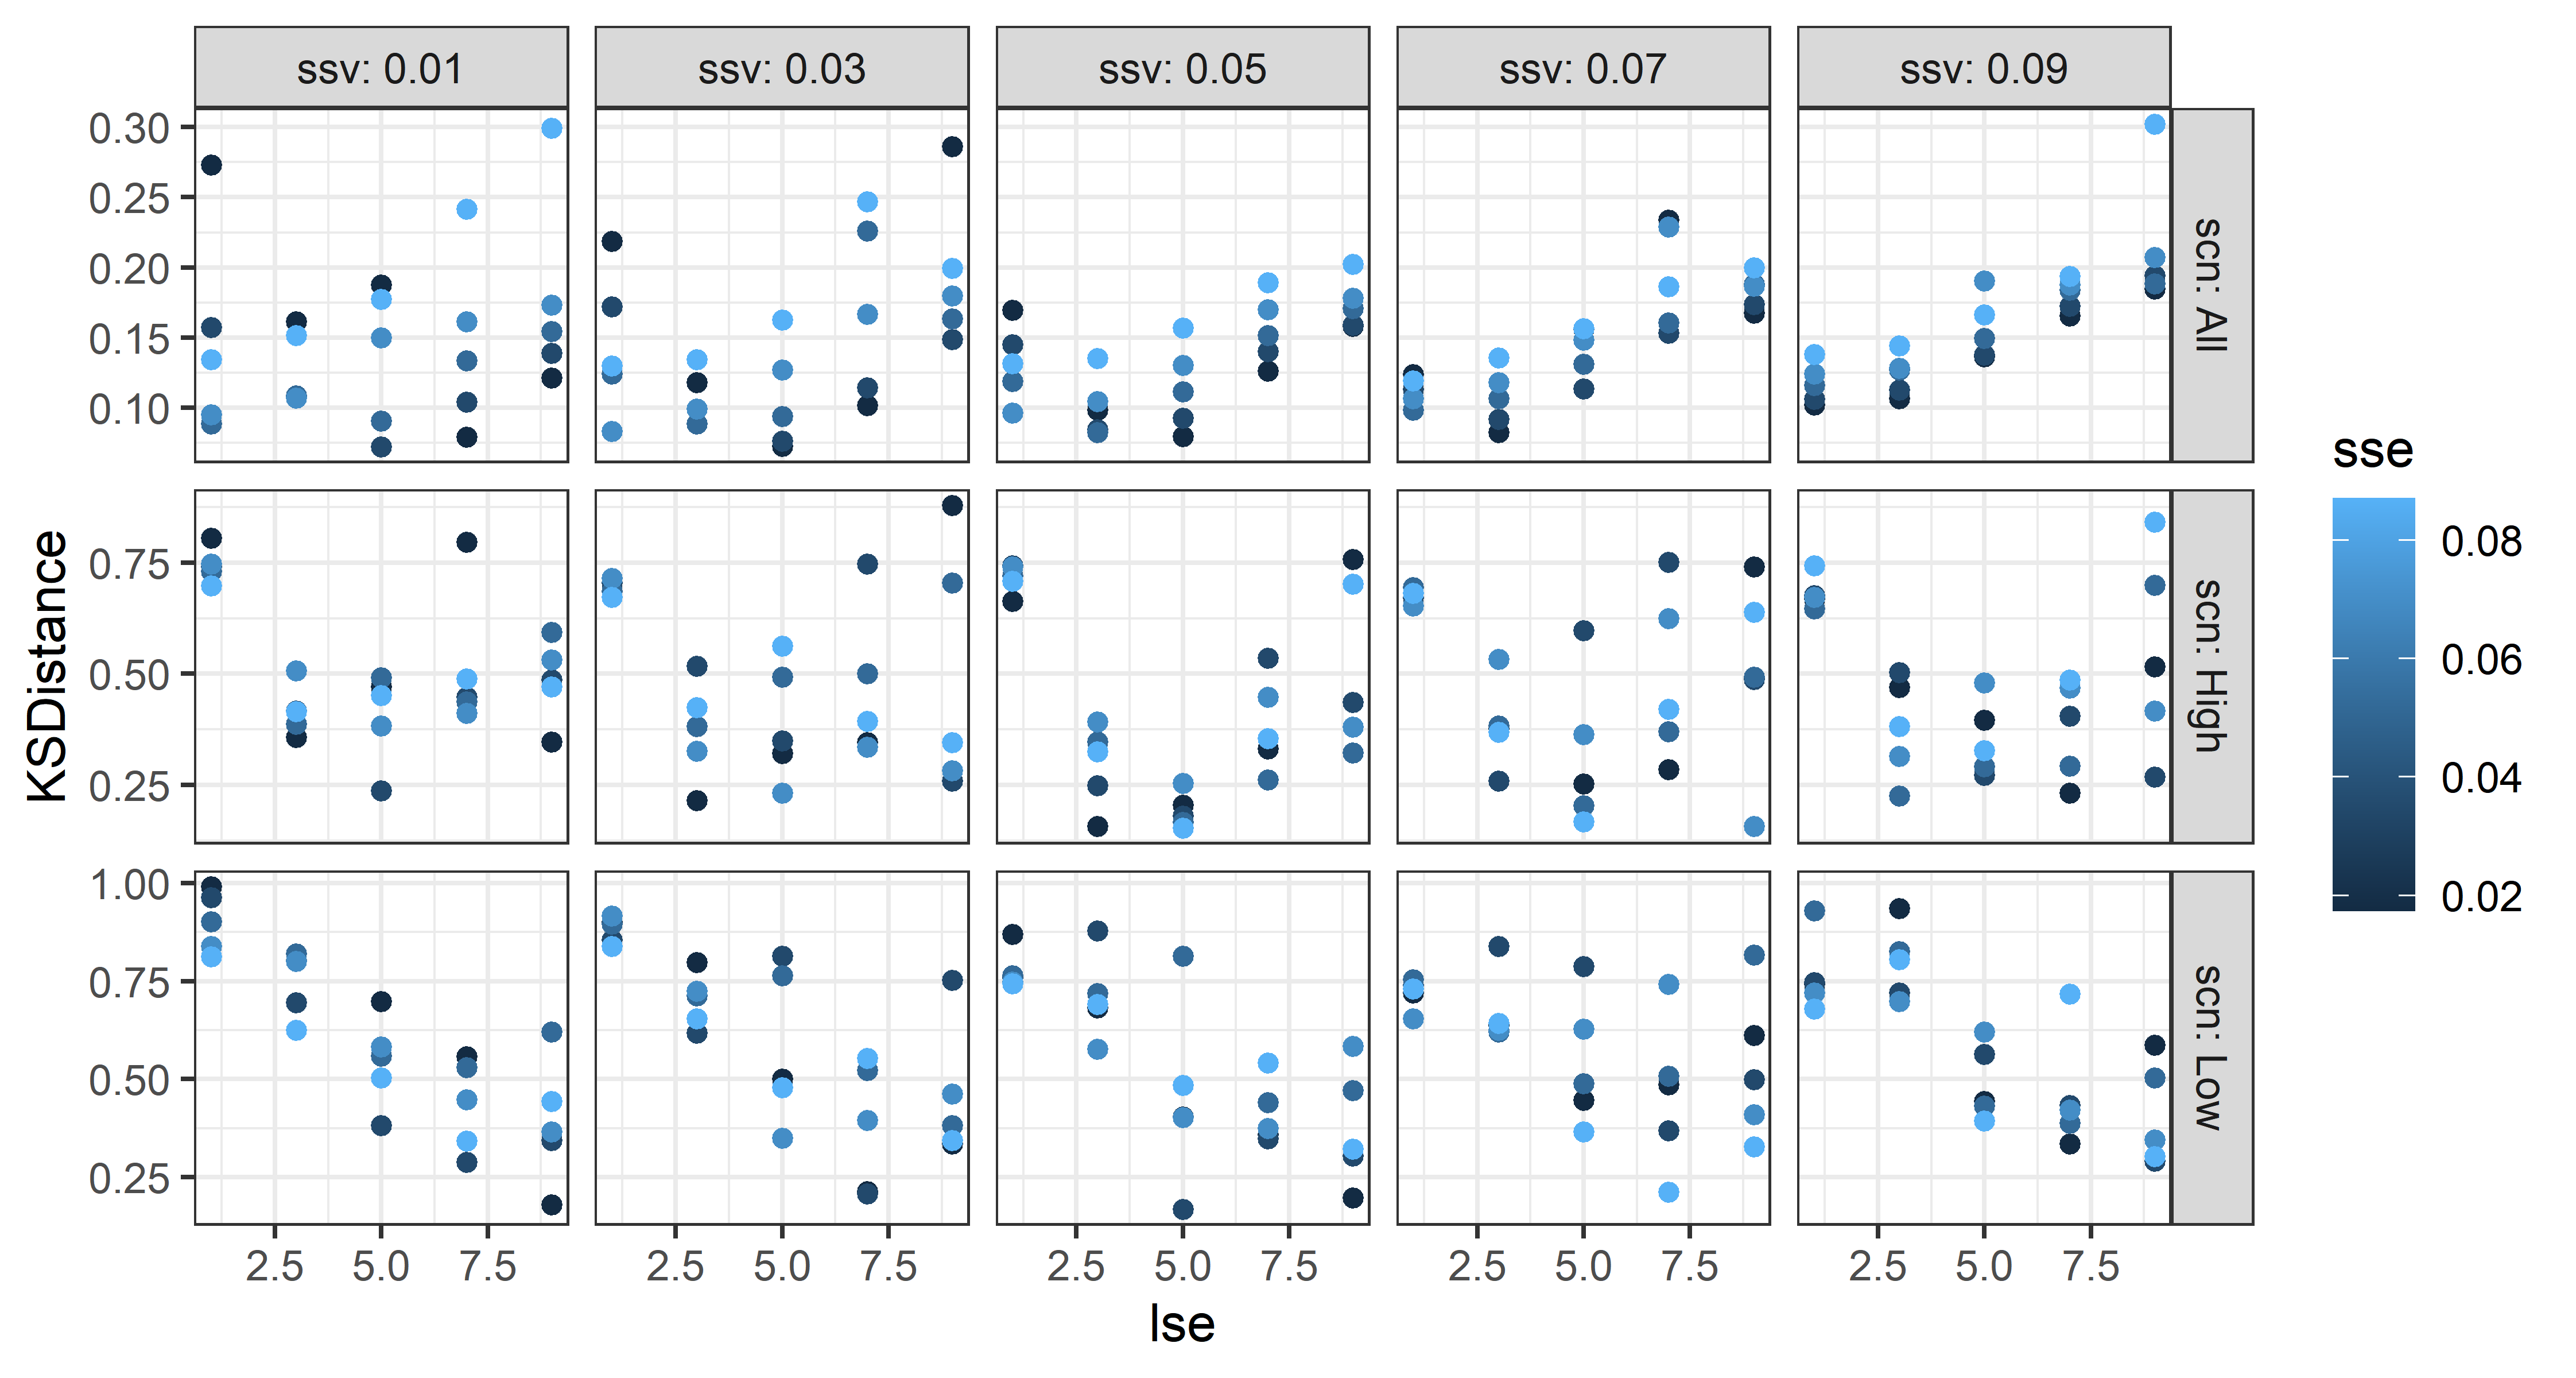 ssv: 0.01 ssv: 0.03 ssv: 0.05 ssv: 0.07 ssv: 0.09
0.30
0.25
0.20
0.15
0.10
scn: All
0.75
0.50
0.25
scn: High
1.00
0.75
0.50
0.25
scn: Low
KSDistance
2.5 5.0 7.5 2.5 5.0 7.5 2.5 5.0 7.5 2.5 5.0 7.5 2.5 5.0 7.5
lse
sse
0.08
0.06
0.04
0.02